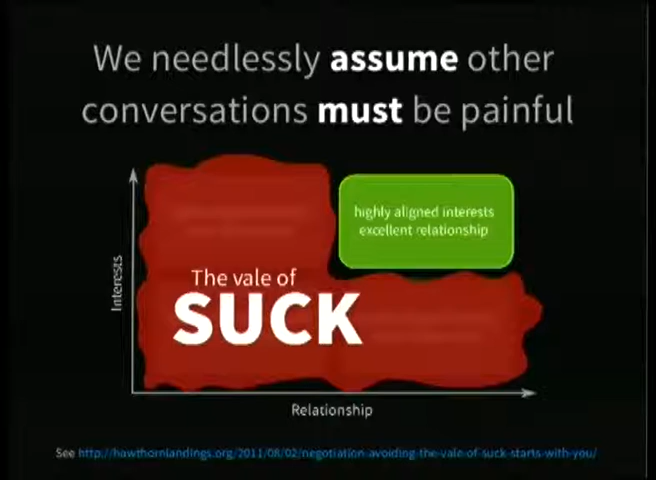 We needlessly assume other
conversations must be painful
highly aligned interests
excellent relationship
The vale of
SUCK
Interests
Relationship
See http://hawthornlandings.org/2011/08/02/negotiation-avoiding-the-vale-of-suck-starts-with-you/